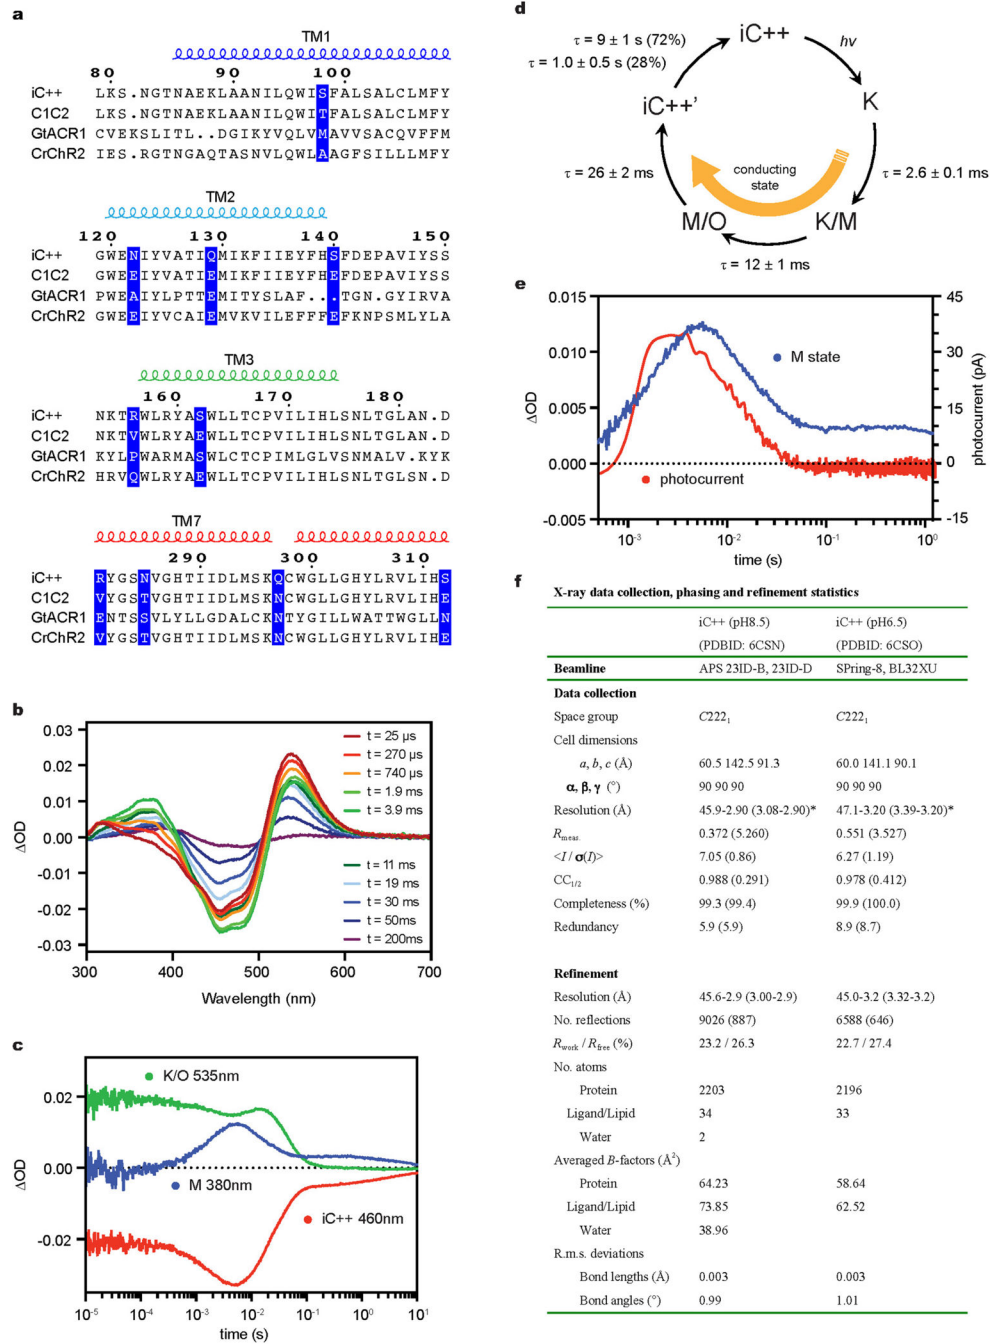 a
TM1
80 90 100
iC++ LKS.NGTNAEKLAANILQWISFALSALCLMFY
C1C2 LKS.NGTNAEKLAANILQWITFALSALCLMFY
GtACR1 CVEKSLITL..DGIKYVQLVMAVVSACQVFFM
CrChR2 IES.RGTNGAQTASNVLQWLAAGFSILLLMFY
TM2
120 130 140 150
iC++ GWENIYVATIQMIKFIIEYFHSFDEPAVIYSS
C1C2 GWEEIYVATIEMIKFIIEYFHEFDEPAVIYSS
GtACR1 PWEAIYLPTTEMITYSLAF...TGN.GYIRVA
CrChR2 GWEEIYVCAIEMVKVILEFFFEFKNPSMLYLA
TM3
160 170 180
iC++ NKTRWLRYASWLLTCPVILIHLSNLTGLAN.D
C1C2 NKTVWLRYAEWLLTCPVILIHLSNLTGLAN.D
GtACR1 KYLPWARMASWLCTCPIMLGLVSNMALV.KYK
CrChR2 HRVQWLRYAEWLLTCPVILIHLSNLTGLSN.D
TM7
290 300 310
iC++ RYGSNVGHTIIDLMSKQCWGLLGHYLRVLIHS
C1C2 VYGSTVGHTIIDLMSKNCWGLLGHYLRVLIHE
GtACR1 ENTSSVLYLLGDALCKNTYGILLWATTWGLLN
CrChR2 VYGSTVGHTIIDLMSKNCWGLLGHYLRVLIHE
b
0.03
0.02
0.01
0.00
-0.01
-0.02
-0.03
ΔOD
t = 25 µs
t = 270 µs
t = 740 µs
t = 1.9 ms
t = 3.9 ms
t = 11 ms
t = 19 ms
t = 30 ms
t = 50ms
t = 200ms
300 400 500 600 700
Wavelength (nm)
c
0.02
0.00
-0.02
ΔOD
K/O 535nm
M 380nm
iC++ 460nm
10⁻⁵ 10⁻⁴ 10⁻³ 10⁻² 10⁻¹ 10⁰ 10¹
time (s)
d
iC++
hν
K
τ = 2.6 ± 0.1 ms
K/M
τ = 12 ± 1 ms
M/O
τ = 26 ± 2 ms
iC++'
τ = 9 ± 1 s (72%)
τ = 1.0 ± 0.5 s (28%)
conducting
state
e
0.015
0.010
0.005
0.000
-0.005
ΔOD
M state
photocurrent
45
30
15
0
-15
photocurrent (pA)
10⁻³ 10⁻² 10⁻¹ 10⁰
time (s)
f
X-ray data collection, phasing and refinement statistics
iC++ (pH8.5) iC++ (pH6.5)
(PDBID: 6CSN) (PDBID: 6CSO)
Beamline APS 23ID-B, 23ID-D SPring-8, BL32XU
Data collection
Space group C222₁ C222₁
Cell dimensions
a, b, c (Å) 60.5 142.5 91.3 60.0 141.1 90.1
α, β, γ (°) 90 90 90 90 90 90
Resolution (Å) 45.9-2.90 (3.08-2.90)* 47.1-3.20 (3.39-3.20)*
Rmeas. 0.372 (5.260) 0.551 (3.527)
<I / σ(I)> 7.05 (0.86) 6.27 (1.19)
CC1/2 0.988 (0.291) 0.978 (0.412)
Completeness (%) 99.3 (99.4) 99.9 (100.0)
Redundancy 5.9 (5.9) 8.9 (8.7)
Refinement
Resolution (Å) 45.6-2.9 (3.00-2.9) 45.0-3.2 (3.32-3.2)
No. reflections 9026 (887) 6588 (646)
Rwork / Rfree (%) 23.2 / 26.3 22.7 / 27.4
No. atoms
Protein 2203 2196
Ligand/Lipid 34 33
Water 2
Averaged B-factors (Å²)
Protein 64.23 58.64
Ligand/Lipid 73.85 62.52
Water 38.96
R.m.s. deviations
Bond lengths (Å) 0.003 0.003
Bond angles (°) 0.99 1.01